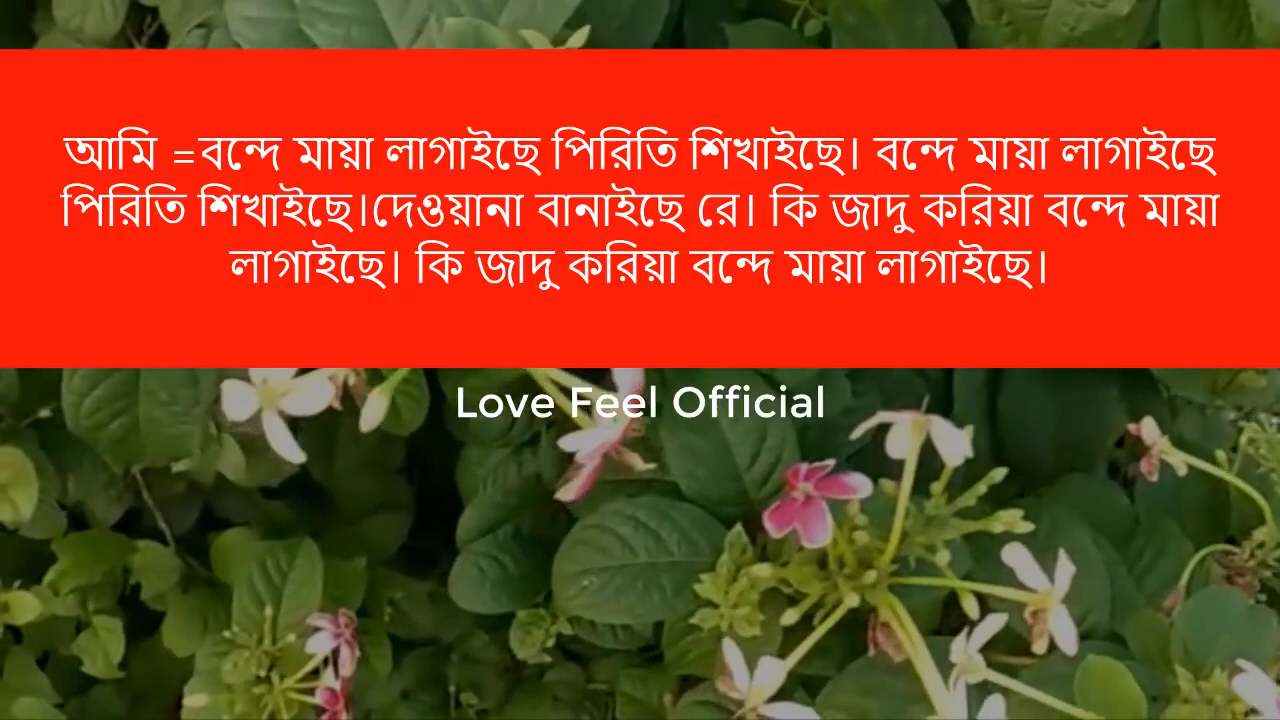 আমি =বন্দে মায়া লাগাইছে পিরিতি শিখাইছে। বন্দে মায়া লাগাইছে
পিরিতি শিখাইছে।দেওয়ানা বানাইছে রে। কি জাদু করিয়া বন্দে মায়া
লাগাইছে। কি জাদু করিয়া বন্দে মায়া লাগাইছে।
Love Feel Official